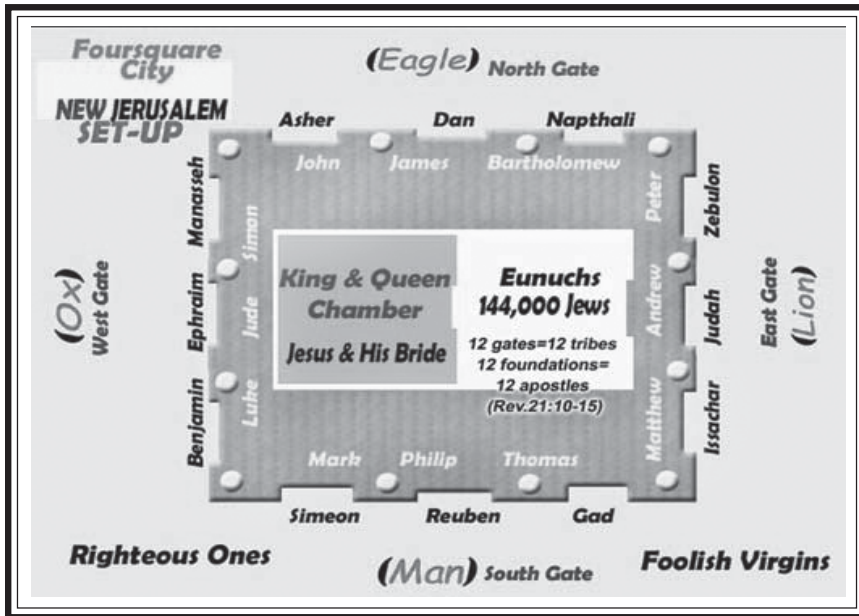 Foursquare
City
NEW JERUSALEM
SET-UP
(Eagle) North Gate
Asher Dan Napthali
John James Bartholomew
Manasseh
Ephraim
Benjamin
Simon
Jude
Luke
(Ox)
West Gate
King & Queen
Chamber
Jesus & His Bride
Eunuchs
144,000 Jews
12 gates=12 tribes
12 foundations=
12 apostles
(Rev.21:10-15)
Peter
Andrew
Matthew
Zebulon
Judah
Issachar
East Gate
(Lion)
Mark Philip Thomas
Simeon Reuben Gad
Righteous Ones
(Man) South Gate
Foolish Virgins